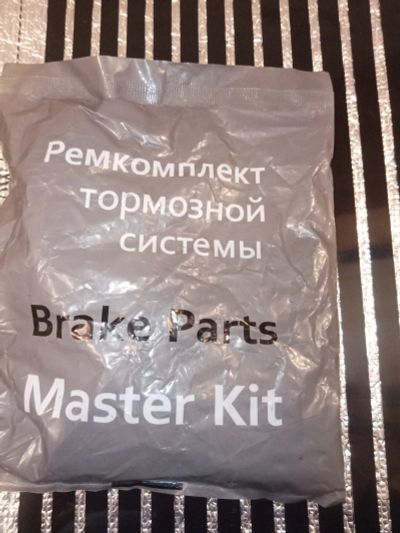 Ремкомплект
тормозной
системы
Brake Parts
Master Kit